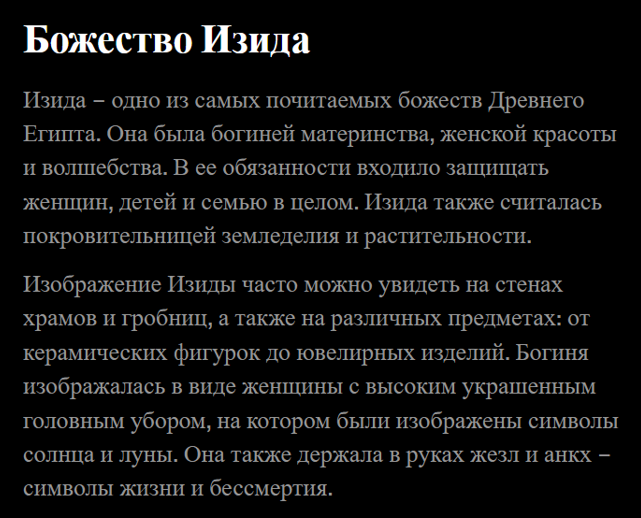 Божество Изида
Изида – одно из самых почитаемых божеств Древнего
Египта. Она была богиней материнства, женской красоты
и волшебства. В ее обязанности входило защищать
женщин, детей и семью в целом. Изида также считалась
покровительницей земледелия и растительности.
Изображение Изиды часто можно увидеть на стенах
храмов и гробниц, а также на различных предметах: от
керамических фигурок до ювелирных изделий. Богиня
изображалась в виде женщины с высоким украшенным
головным убором, на котором были изображены символы
солнца и луны. Она также держала в руках жезл и анкх –
символы жизни и бессмертия.